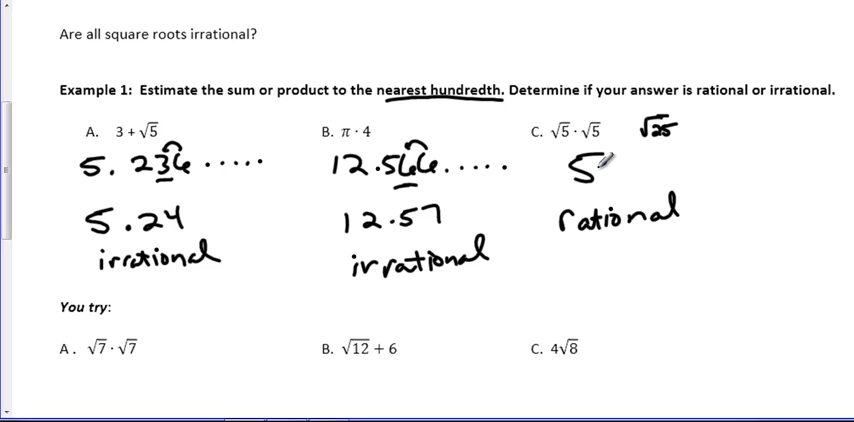 Are all square roots irrational?
Example 1: Estimate the sum or product to the nearest hundredth. Determine if your answer is rational or irrational.
A. 3 + √5 B. π · 4 C. √5 · √5 √25
5.236..... 12.566..... 5
5.24 12.57 rational
irrational irrational
You try:
A. √7 · √7 B. √12 + 6 C. 4√8